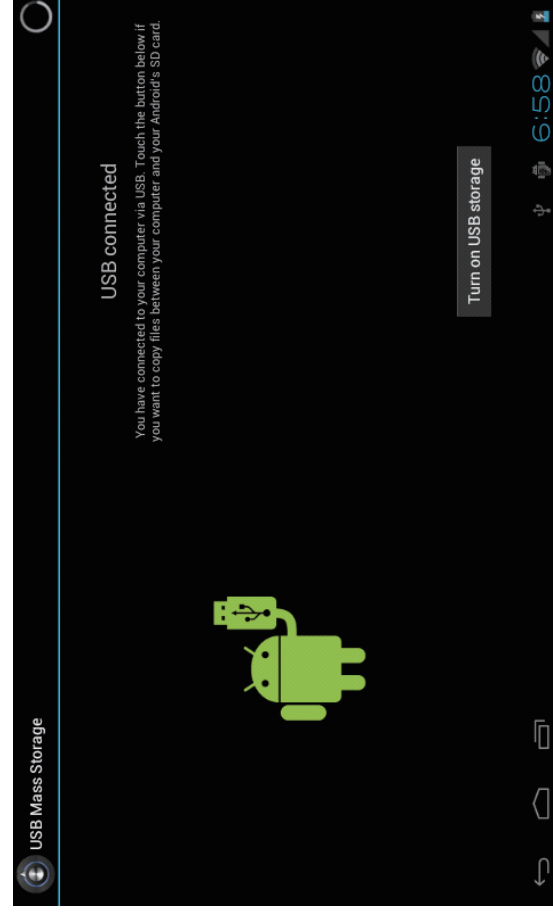 USB Mass Storage
USB connected
You have connected to your computer via USB. Touch the button below if
you want to copy files between your computer and your Android's SD card.
Turn on USB storage
6:58